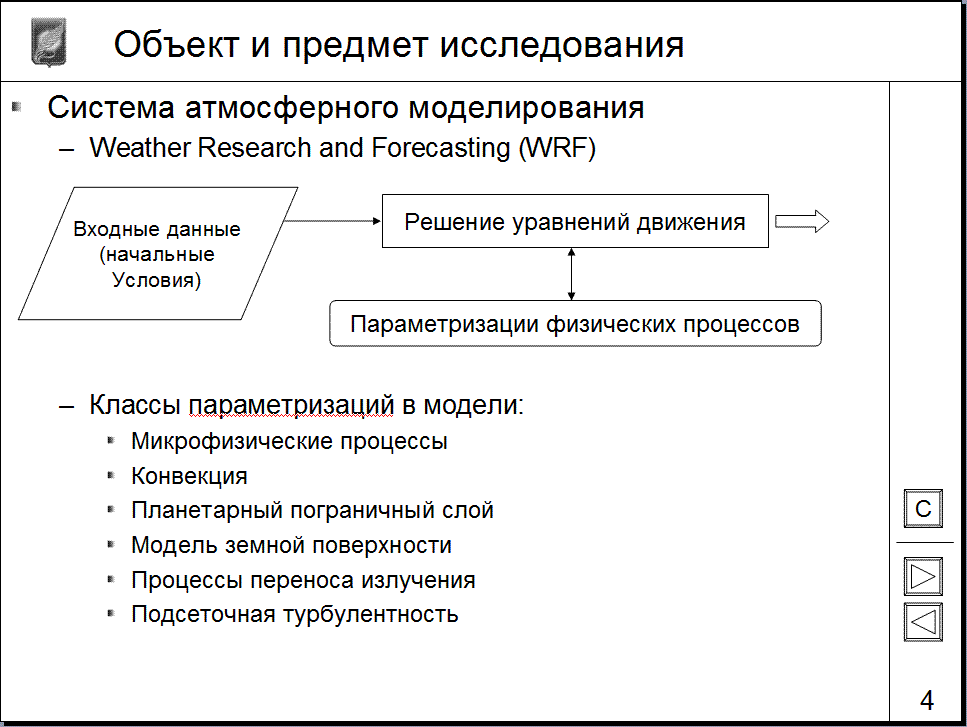 Объект и предмет исследования
Система атмосферного моделирования
– Weather Research and Forecasting (WRF)
Входные данные
(начальные
Условия)
Решение уравнений движения
Параметризации физических процессов
– Классы параметризаций в модели:
Микрофизические процессы
Конвекция
Планетарный пограничный слой
Модель земной поверхности
Процессы переноса излучения
Подсеточная турбулентность
С
4